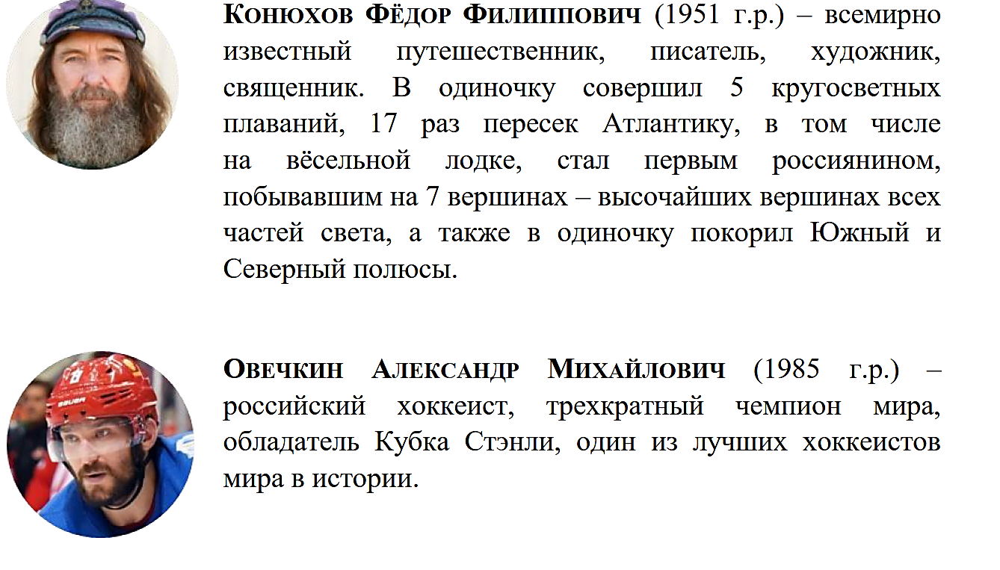 КОНЮХОВ ФЁДОР ФИЛИППОВИЧ (1951 г.р.) – всемирно
известный путешественник, писатель, художник,
священник. В одиночку совершил 5 кругосветных
плаваний, 17 раз пересек Атлантику, в том числе
на вёсельной лодке, стал первым россиянином,
побывавшим на 7 вершинах – высочайших вершинах всех
частей света, а также в одиночку покорил Южный и
Северный полюсы.
ОВЕЧКИН АЛЕКСАНДР МИХАЙЛОВИЧ (1985 г.р.) –
российский хоккеист, трехкратный чемпион мира,
обладатель Кубка Стэнли, один из лучших хоккеистов
мира в истории.
8
BAUER